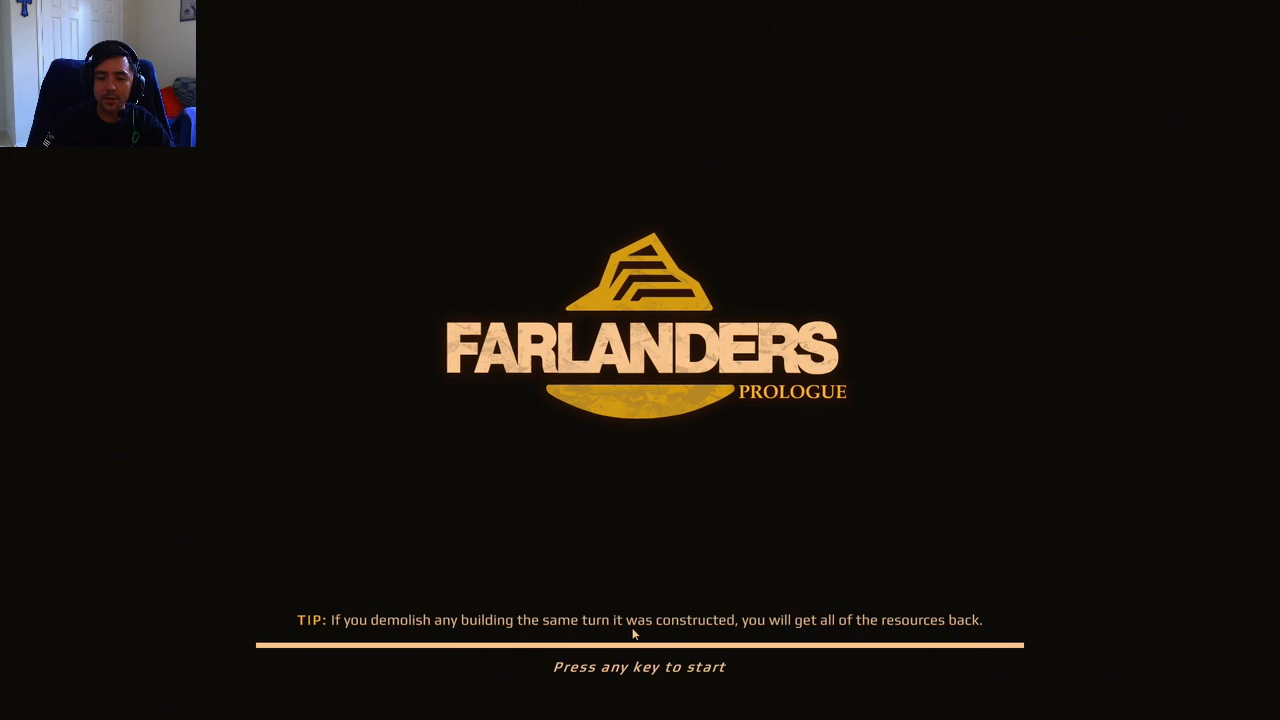 FARLANDERS
PROLOGUE
TIP: If you demolish any building the same turn it was constructed, you will get all of the resources back.
Press any key to start